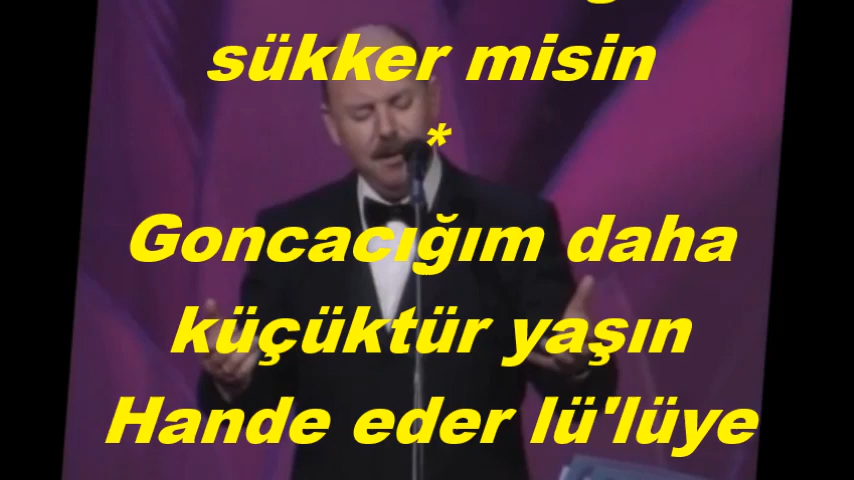 sükker misin
*
Goncacığım daha
küçüktür yaşın
Hande eder lü'lüye